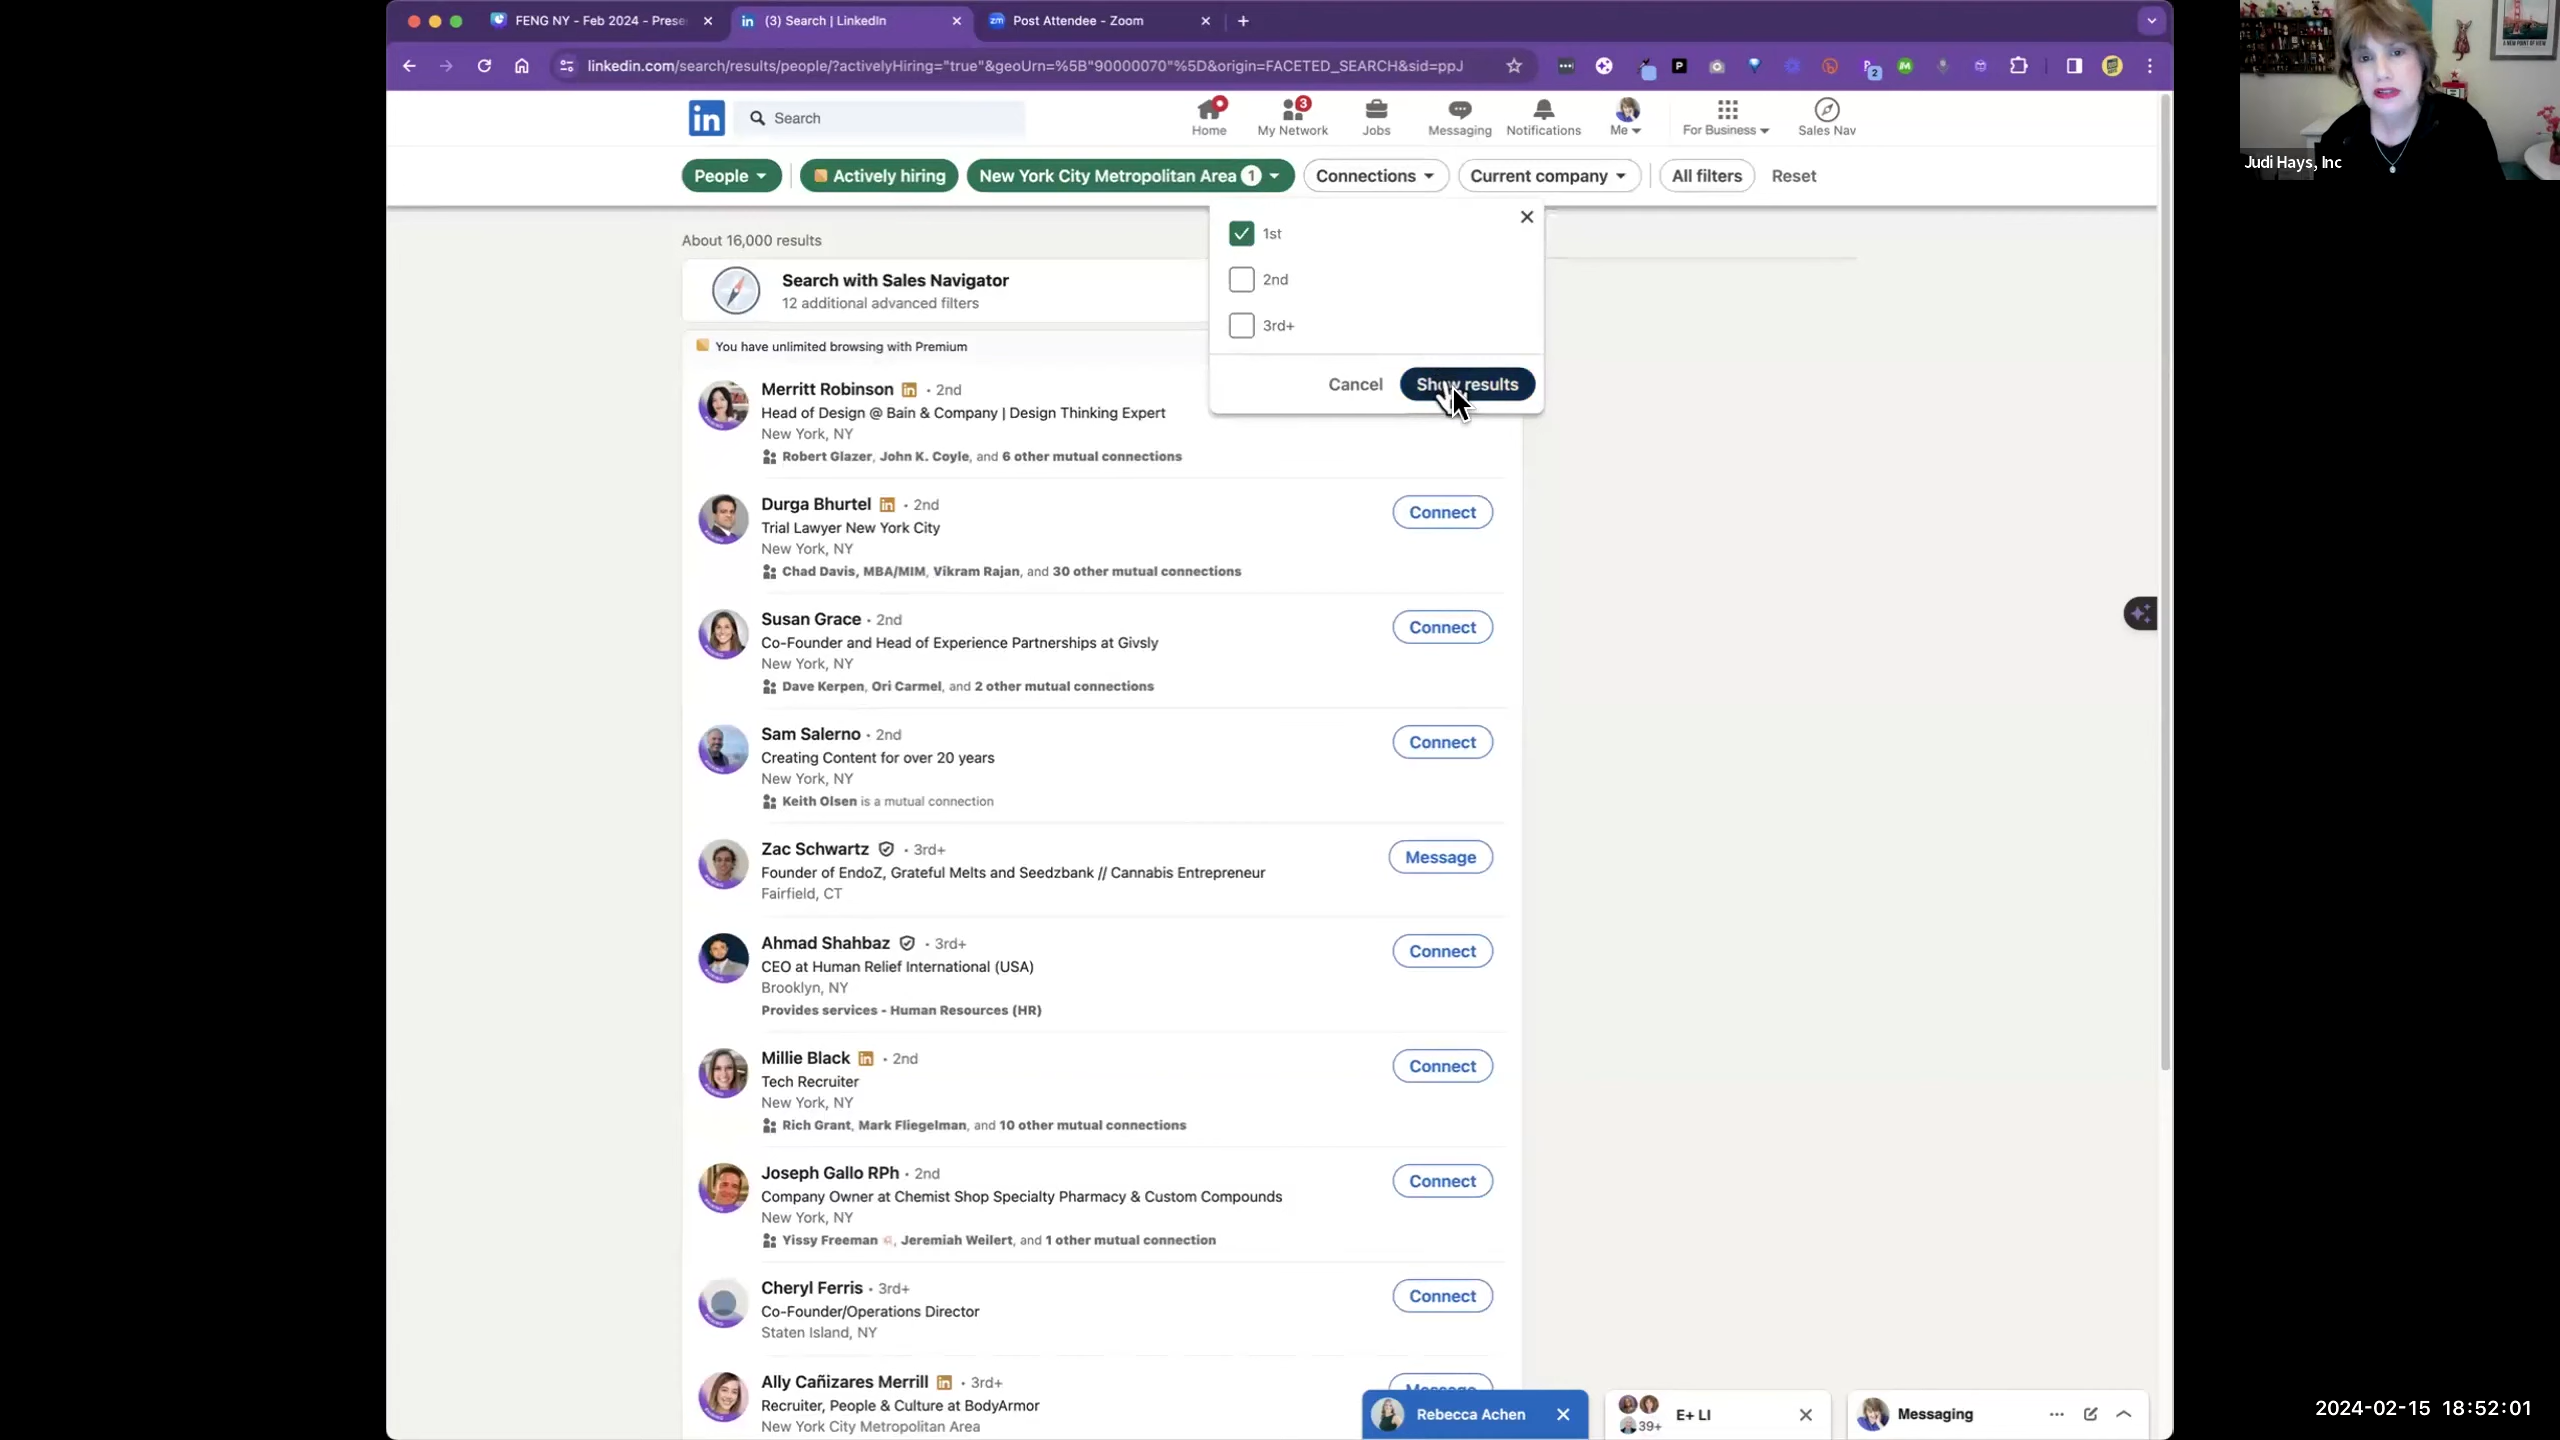 FENG NY - Feb 2024 - Prese
(3) Search | LinkedIn
Post Attendee - Zoom
linkedin.com/search/results/people/?activelyHiring="true"&geoUrn=%5B"90000070"%5D&origin=FACETED_SEARCH&sid=ppJ
Judi Hays, Inc
Search
Home
3
My Network
Jobs
Messaging
Notifications
Me
For Business
Sales Nav
People
Actively hiring
New York City Metropolitan Area 1
Connections
Current company
All filters
Reset
1st
2nd
3rd+
Cancel
Show results
About 16,000 results
Search with Sales Navigator
12 additional advanced filters
You have unlimited browsing with Premium
Merritt Robinson • 2nd
Head of Design @ Bain & Company | Design Thinking Expert
New York, NY
Robert Glazer, John K. Coyle, and 6 other mutual connections
Durga Bhurtel • 2nd
Trial Lawyer New York City
New York, NY
Chad Davis, MBA/MIM, Vikram Rajan, and 30 other mutual connections
Connect
Susan Grace • 2nd
Co-Founder and Head of Experience Partnerships at Givsly
New York, NY
Dave Kerpen, Ori Carmel, and 2 other mutual connections
Connect
Sam Salerno • 2nd
Creating Content for over 20 years
New York, NY
Keith Olsen is a mutual connection
Connect
Zac Schwartz • 3rd+
Founder of EndoZ, Grateful Melts and Seedzbank // Cannabis Entrepreneur
Fairfield, CT
Message
Ahmad Shahbaz • 3rd+
CEO at Human Relief International (USA)
Brooklyn, NY
Provides services - Human Resources (HR)
Connect
Millie Black • 2nd
Tech Recruiter
New York, NY
Rich Grant, Mark Fliegelman, and 10 other mutual connections
Connect
Joseph Gallo RPh • 2nd
Company Owner at Chemist Shop Specialty Pharmacy & Custom Compounds
New York, NY
Yissy Freeman, Jeremiah Weilert, and 1 other mutual connection
Connect
Cheryl Ferris • 3rd+
Co-Founder/Operations Director
Staten Island, NY
Connect
Ally Cañizares Merrill • 3rd+
Recruiter, People & Culture at BodyArmor
New York City Metropolitan Area
Message
Rebecca Achen
39+
E+ LI
Messaging
2024-02-15 18:52:01